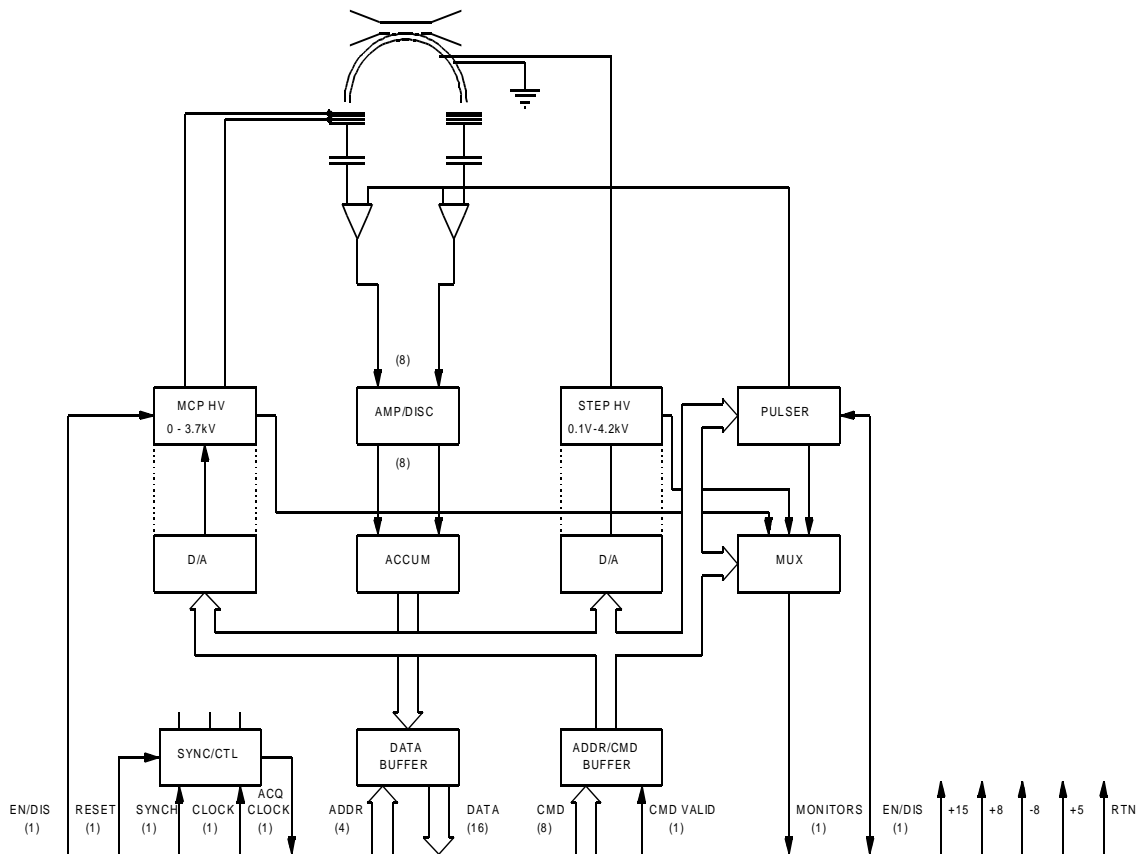 (8)
MCP HV
0 - 3.7kV
AMP/DISC
STEP HV
0.1V-4.2kV
PULSER
(8)
D/A
ACCUM
D/A
MUX
SYNC/CTL
DATA
BUFFER
ADDR/CMD
BUFFER
EN/DIS
(1)
RESET
(1)
SYNCH
(1)
CLOCK
(1)
ACQ
CLOCK
(1)
ADDR
(4)
DATA
(16)
CMD
(8)
CMD VALID
(1)
MONITORS
(1)
EN/DIS
(1)
+15
+8
-8
+5
RTN